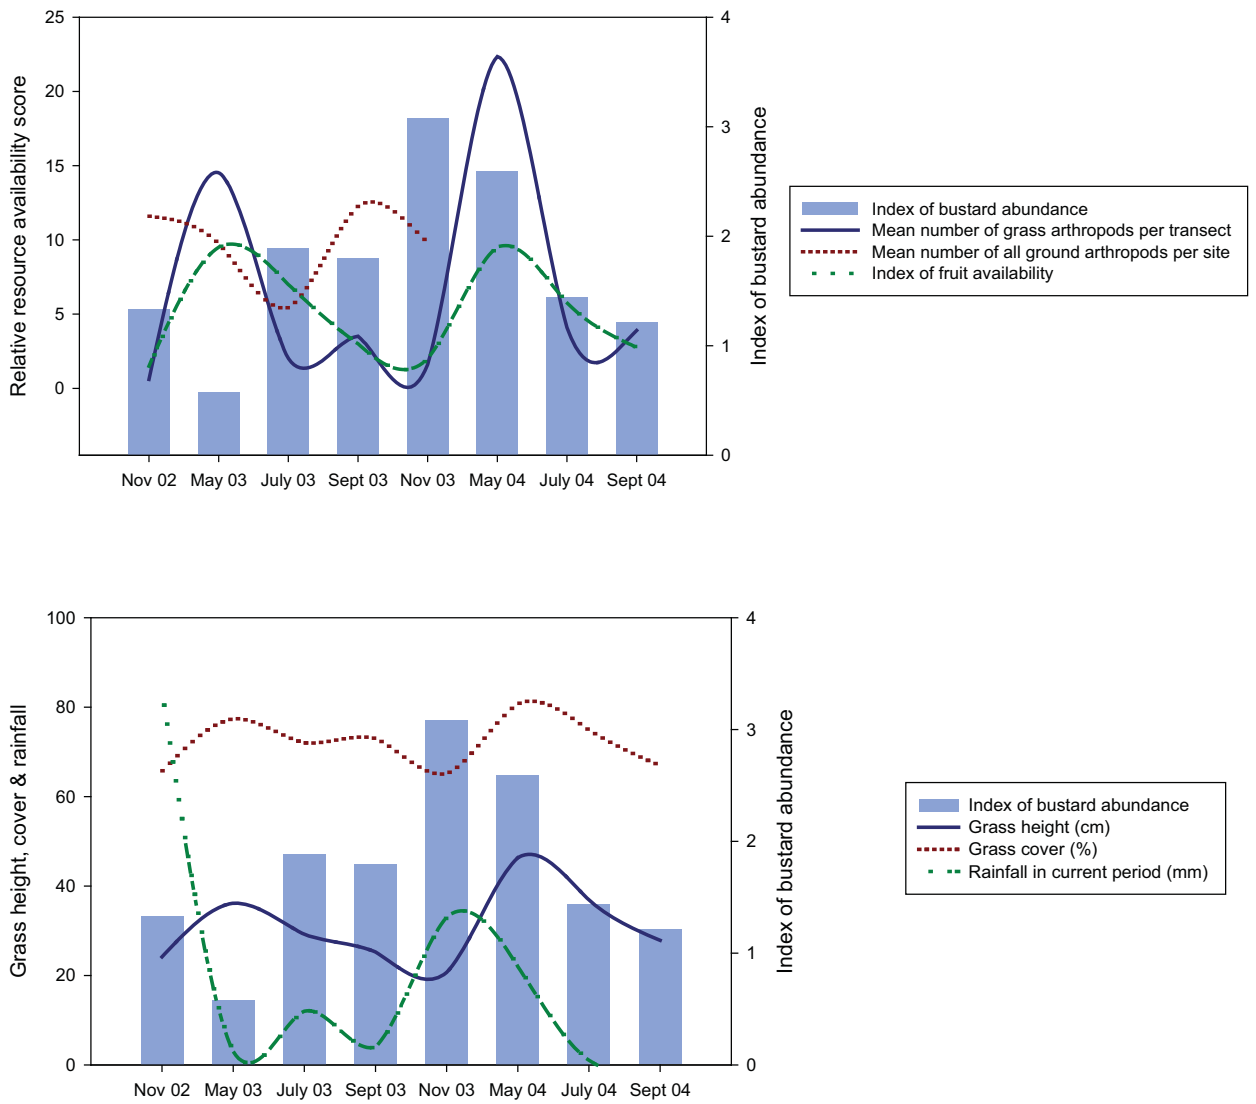 25
20
15
10
5
0
Relative resource availability score
4
3
2
1
0
Index of bustard abundance
Nov 02 May 03 July 03 Sept 03 Nov 03 May 04 July 04 Sept 04
Index of bustard abundance
Mean number of grass arthropods per transect
Mean number of all ground arthropods per site
Index of fruit availability
100
80
60
40
20
0
Grass height, cover & rainfall
4
3
2
1
0
Index of bustard abundance
Nov 02 May 03 July 03 Sept 03 Nov 03 May 04 July 04 Sept 04
Index of bustard abundance
Grass height (cm)
Grass cover (%)
Rainfall in current period (mm)